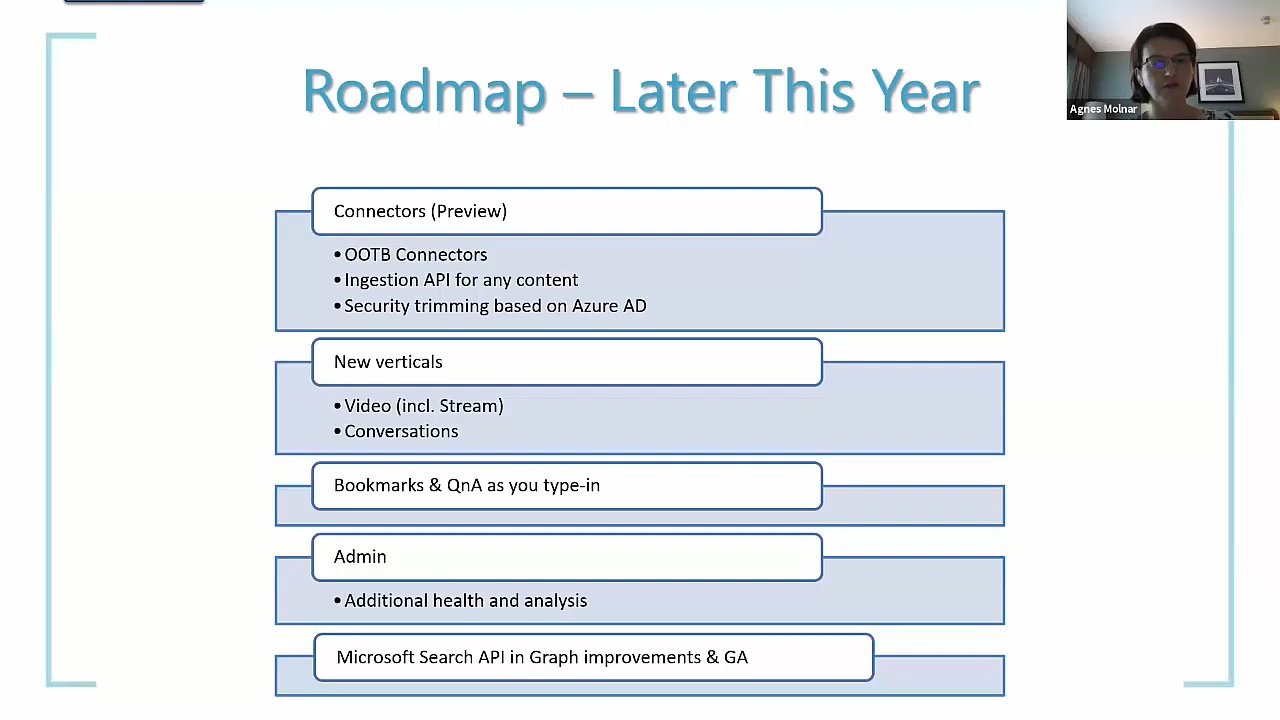 Roadmap – Later This Year
Agnes Molnar
Connectors (Preview)
•OOTB Connectors
•Ingestion API for any content
•Security trimming based on Azure AD
New verticals
•Video (incl. Stream)
•Conversations
Bookmarks & QnA as you type-in
Admin
•Additional health and analysis
Microsoft Search API in Graph improvements & GA